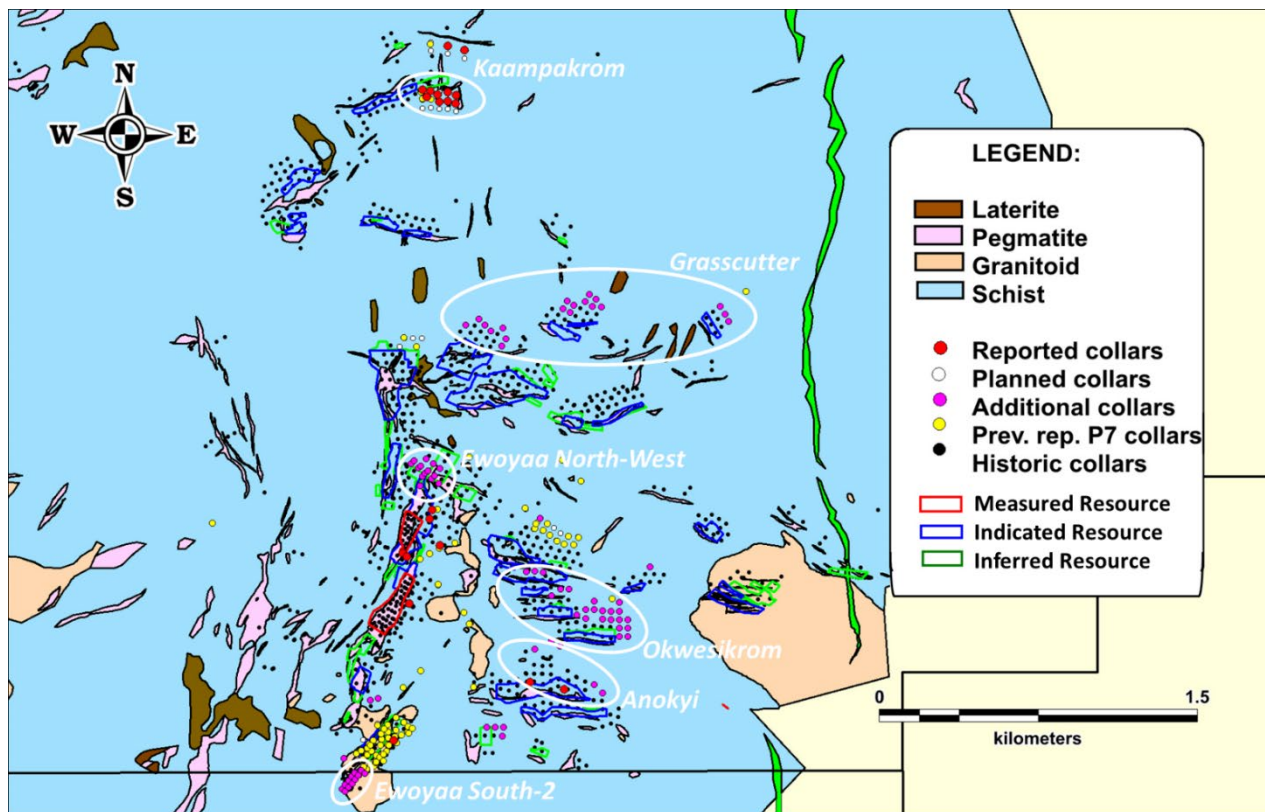 Kaampakrom
N
W E
S
Grasscutter
LEGEND:
Laterite
Pegmatite
Granitoid
Schist
Reported collars
Planned collars
Additional collars
Prev. rep. P7 collars
Historic collars
Measured Resource
Indicated Resource
Inferred Resource
Ewoyaa North-West
Okwesikrom
Anokyi
0 1.5
kilometers
Ewoyaa South-2